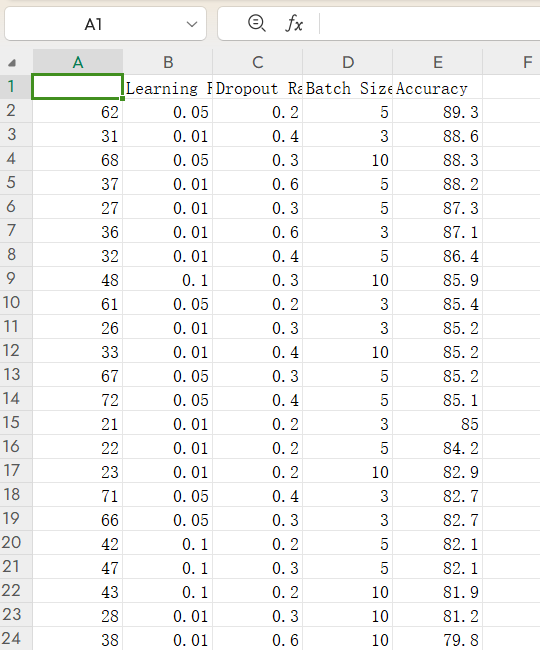 A1 fx
A B C D E F
1 Learning Dropout Ra Batch Size Accuracy
2 62 0.05 0.2 5 89.3
3 31 0.01 0.4 3 88.6
4 68 0.05 0.3 10 88.3
5 37 0.01 0.6 5 88.2
6 27 0.01 0.3 5 87.3
7 36 0.01 0.6 3 87.1
8 32 0.01 0.4 5 86.4
9 48 0.1 0.3 10 85.9
10 61 0.05 0.2 3 85.4
11 26 0.01 0.3 3 85.2
12 33 0.01 0.4 10 85.2
13 67 0.05 0.3 5 85.2
14 72 0.05 0.4 5 85.1
15 21 0.01 0.2 3 85
16 22 0.01 0.2 5 84.2
17 23 0.01 0.2 10 82.9
18 71 0.05 0.4 3 82.7
19 66 0.05 0.3 3 82.7
20 42 0.1 0.2 5 82.1
21 47 0.1 0.3 5 82.1
22 43 0.1 0.2 10 81.9
23 28 0.01 0.3 10 81.2
24 38 0.01 0.6 10 79.8